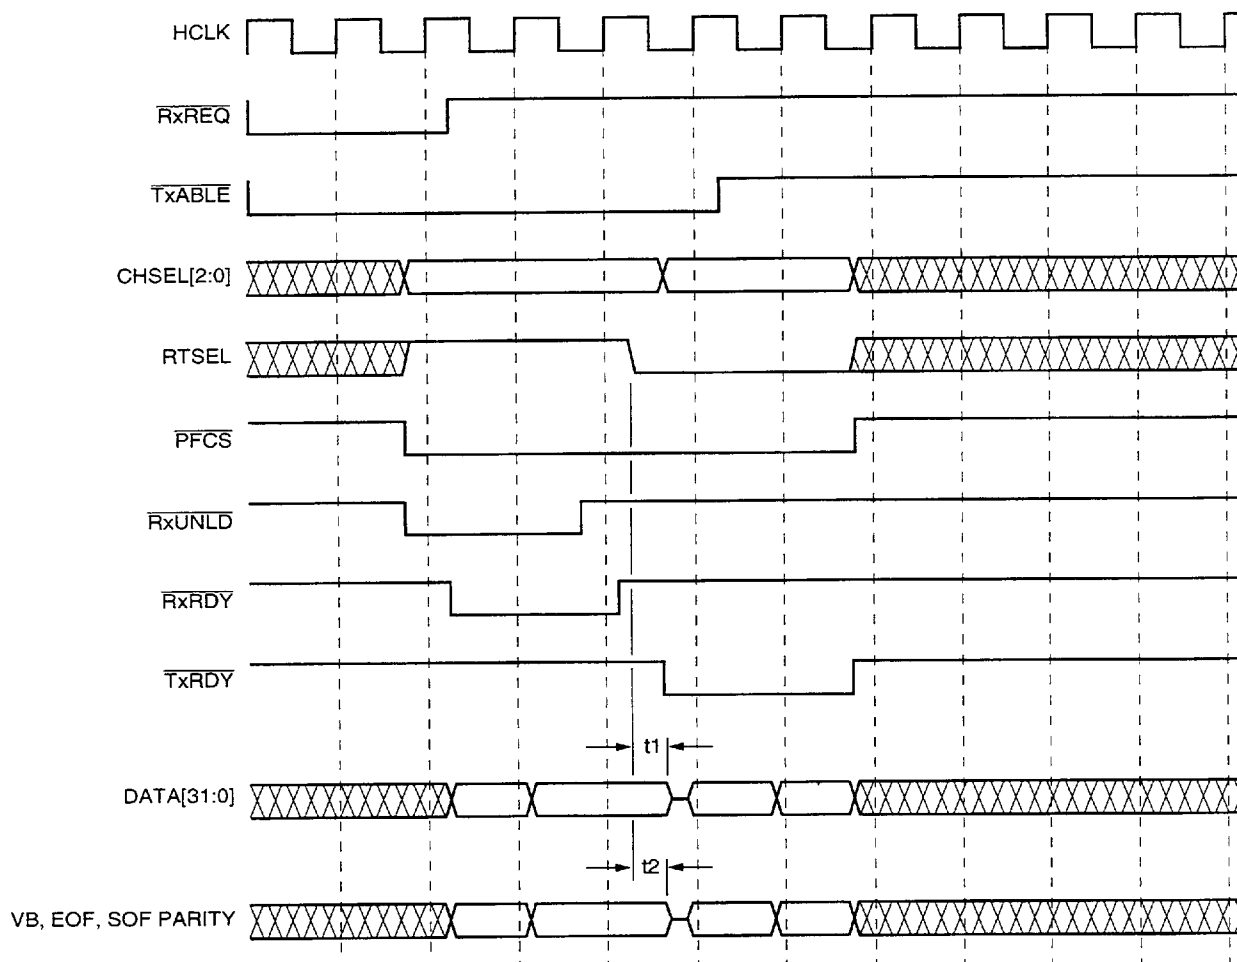 HCLK
RxREQ
TxABLE
CHSEL[2:0]
RTSEL
PFCS
RxUNLD
RxRDY
TxRDY
t1
DATA[31:0]
t2
VB, EOF, SOF PARITY